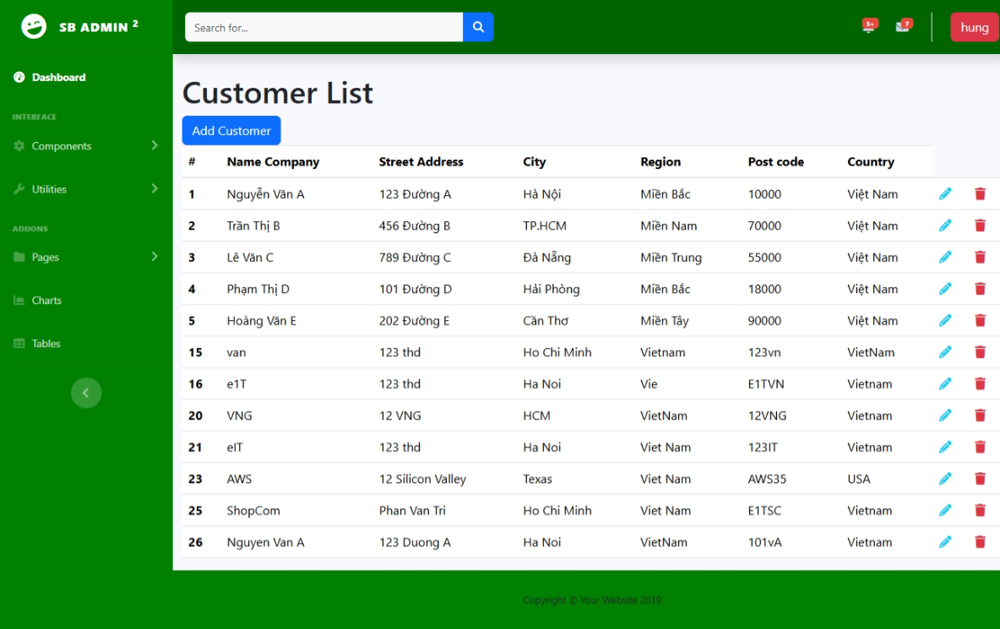 SB ADMIN 2
Search for...
3+
7
hung
Dashboard
INTERFACE
Components
Utilities
ADDONS
Pages
Charts
Tables
Customer List
Add Customer
# Name Company Street Address City Region Post code Country
1 Nguyễn Văn A 123 Đường A Hà Nội Miền Bắc 10000 Việt Nam
2 Trần Thị B 456 Đường B TP.HCM Miền Nam 70000 Việt Nam
3 Lê Văn C 789 Đường C Đà Nẵng Miền Trung 55000 Việt Nam
4 Phạm Thị D 101 Đường D Hải Phòng Miền Bắc 18000 Việt Nam
5 Hoàng Văn E 202 Đường E Cần Thơ Miền Tây 90000 Việt Nam
15 van 123 thd Ho Chi Minh Vietnam 123vn VietNam
16 e1T 123 thd Ha Noi Vie E1TVN Vietnam
20 VNG 12 VNG HCM VietNam 12VNG Vietnam
21 eIT 123 thd Ha Noi Viet Nam 123IT Vietnam
23 AWS 12 Silicon Valley Texas Viet Nam AWS35 USA
25 ShopCom Phan Van Tri Ho Chi Minh Viet Nam E1TSC Vietnam
26 Nguyen Van A 123 Duong A Ha Noi VietNam 101vA Vietnam
Copyright © Your Website 2019